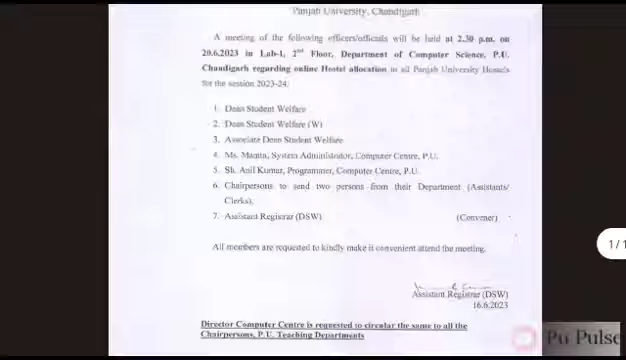 Panjab University, Chandigarh
A meeting of the following officers/officials will be held at 2.30 p.m. on
20.6.2023 in Lab-1, 2nd Floor, Department of Computer Science, P.U.
Chandigarh regarding online Hostel allocation in all Panjab University Hostels
for the session 2023-24.
1. Dean Student Welfare
2. Dean Student Welfare (W)
3. Associate Dean Student Welfare
4. Ms. Mamta, System Administrator, Computer Centre, P.U.
5. Sh. Anil Kumar, Programmer, Computer Centre, P.U.
6. Chairpersons to send two persons from their Department (Assistants/
Clerks).
7. Assistant Registrar (DSW) (Convener)
All members are requested to kindly make it convenient attend the meeting.
1/1
Assistant Registrar (DSW)
16.6.2023
Director Computer Centre is requested to circular the same to all the
Chairpersons, P.U. Teaching Departments
Pu Pulse